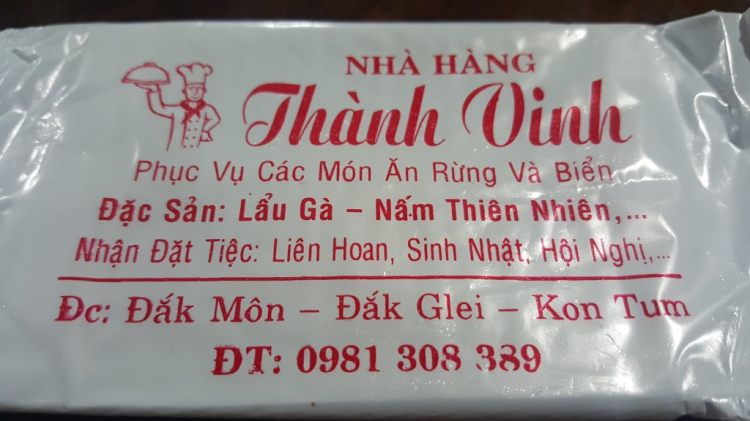 NHÀ HÀNG
Thành Vinh
Phục Vụ Các Món Ăn Rừng Và Biển
Đặc Sản: Lẩu Gà – Nấm Thiên Nhiên,...
Nhận Đặt Tiệc: Liên Hoan, Sinh Nhật, Hội Nghị,...
Đc: Đắk Môn – Đắk Glei – Kon Tum
ĐT: 0981 308 389